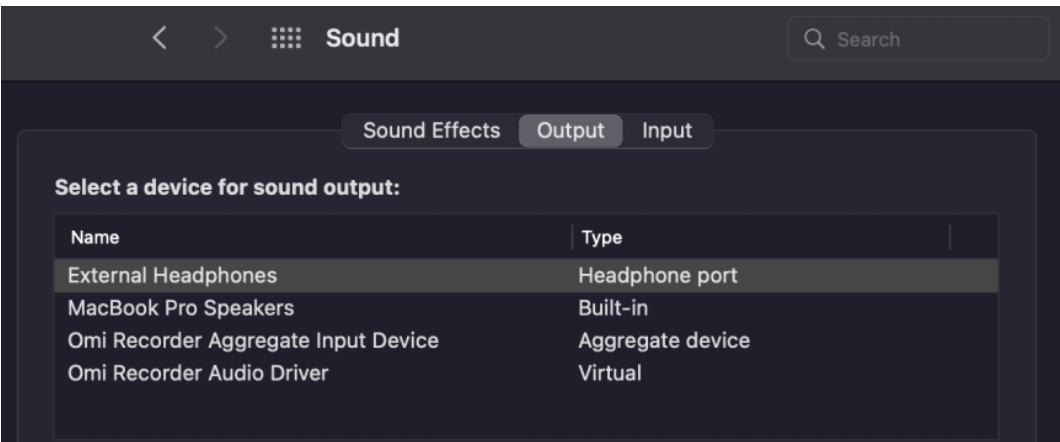 Sound
Search
Sound Effects Output Input
Select a device for sound output:
Name Type
External Headphones Headphone port
MacBook Pro Speakers Built-in
Omi Recorder Aggregate Input Device Aggregate device
Omi Recorder Audio Driver Virtual